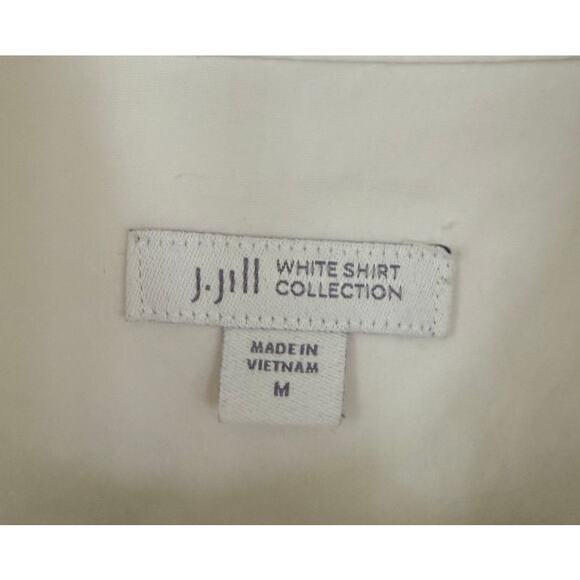 J.Jill WHITE SHIRT
COLLECTION
MADE IN
VIETNAM
M